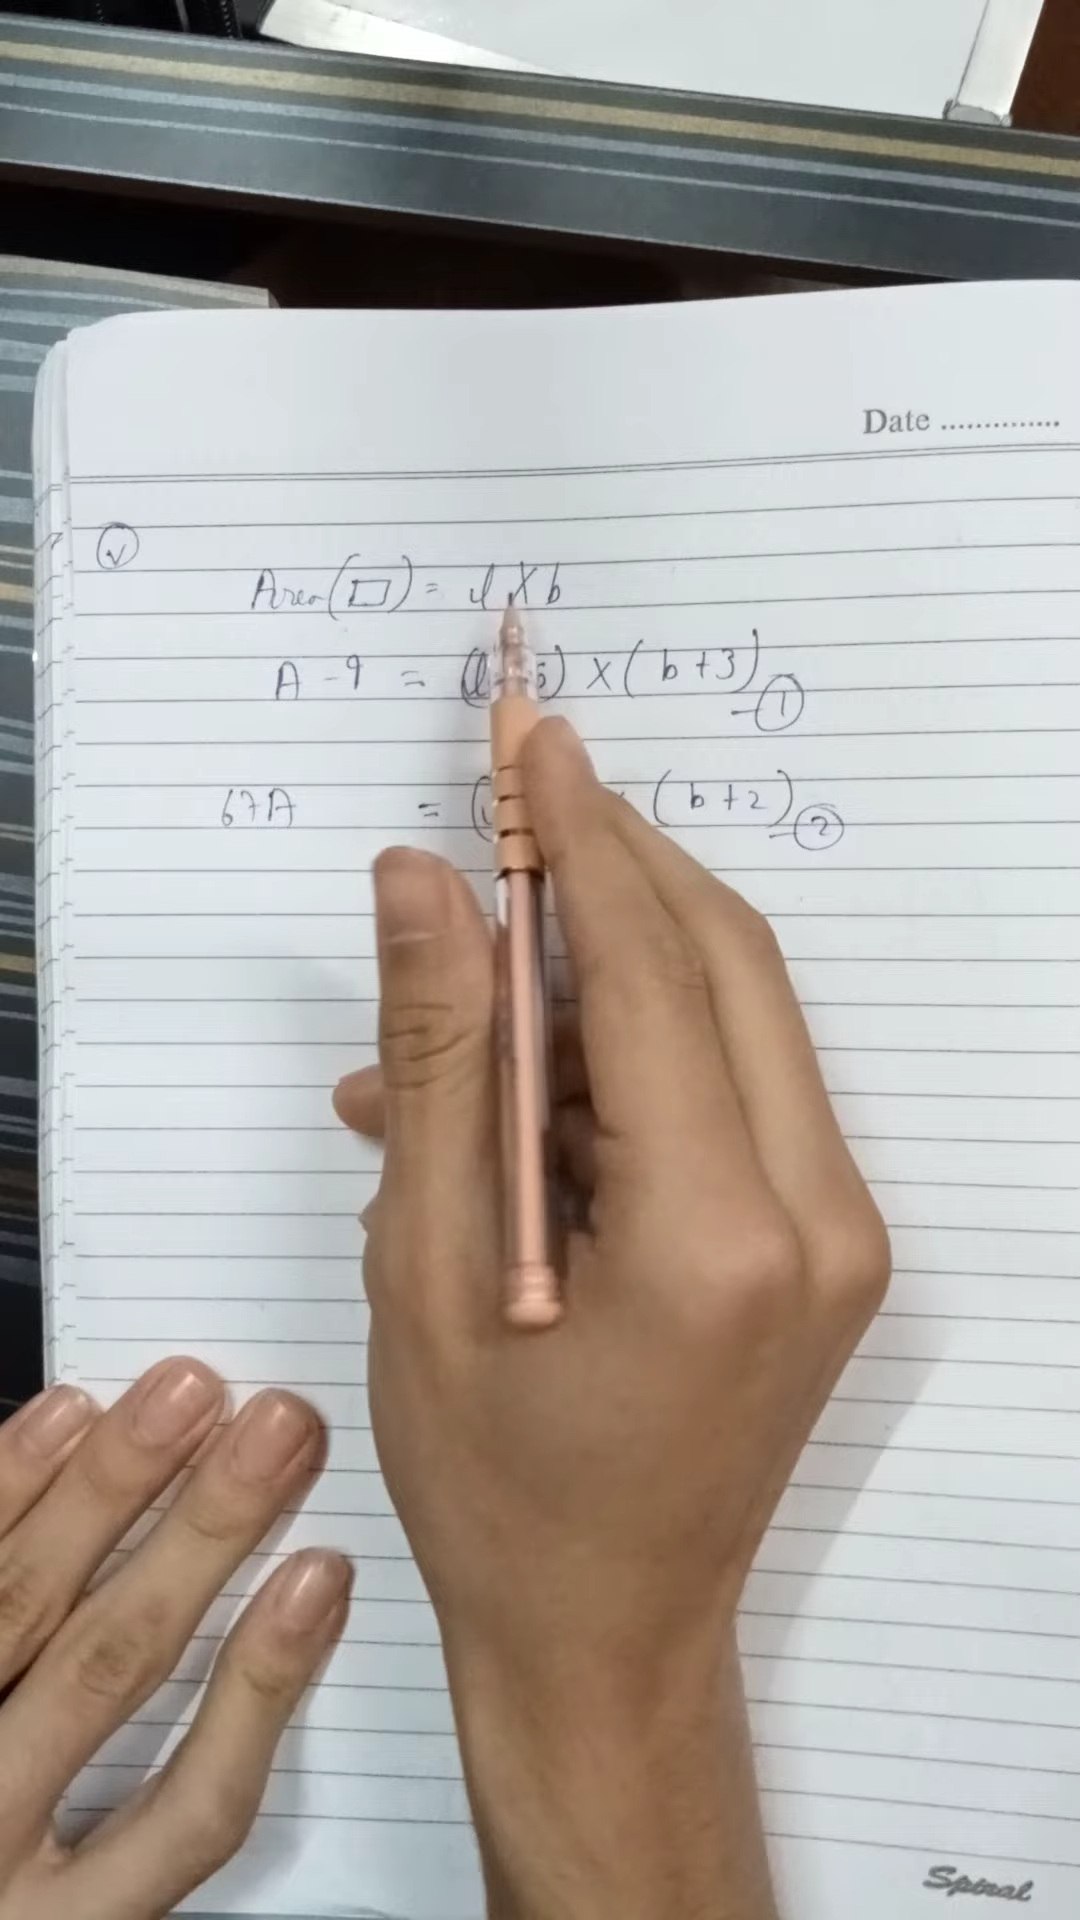 Date ..............
v
Area(▭) = l × b
A - 9 = (l 5) × ( b + 3) - 1
67A = ( ( b + 2) - 2
Spiral